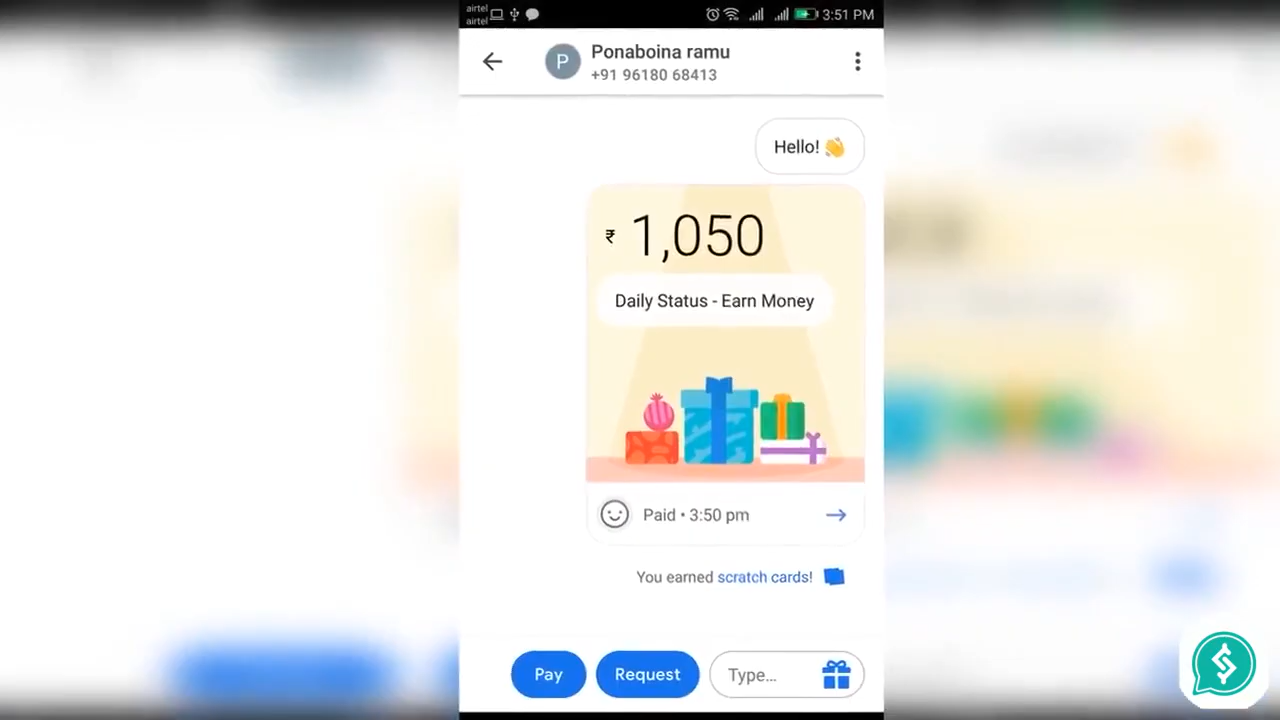 airtel
airtel
3:51 PM
P
Ponaboina ramu
+91 96180 68413
Hello! 👋
₹ 1,050
Daily Status - Earn Money
Paid • 3:50 pm
You earned scratch cards!
Pay
Request
Type...